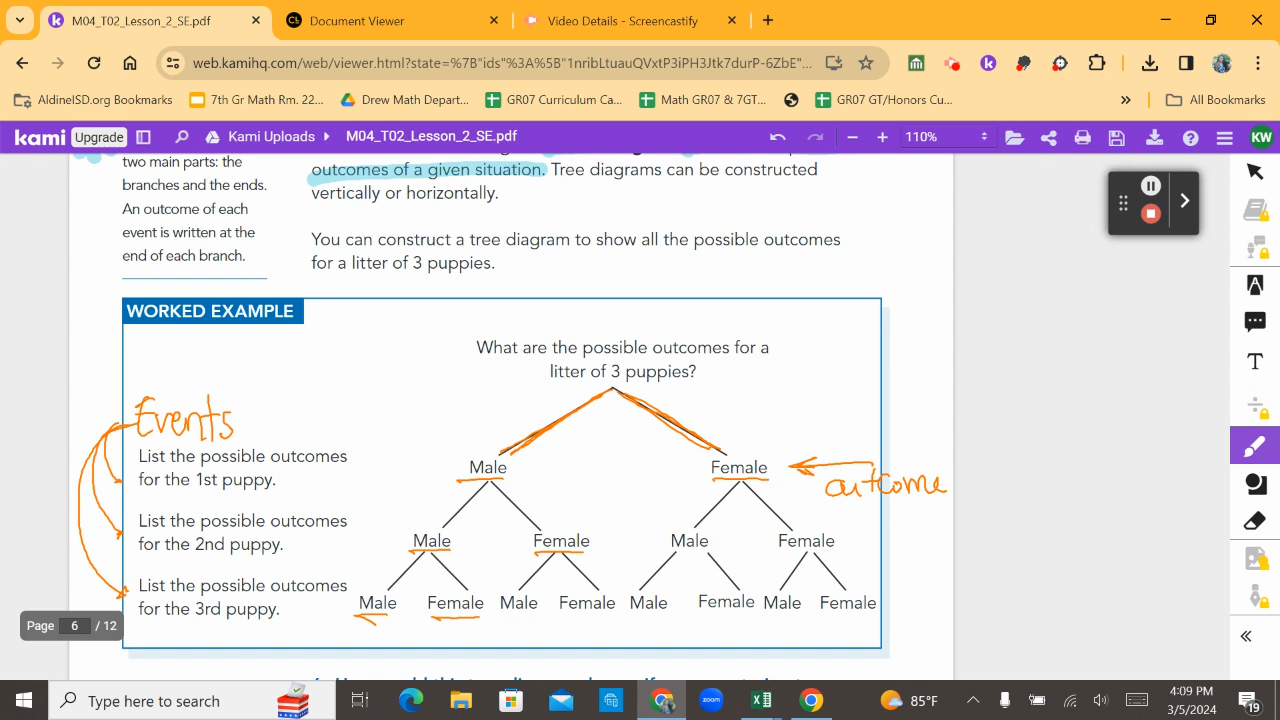 M04_T02_Lesson_2_SE.pdf
Document Viewer
Video Details - Screencastify
web.kamihq.com/web/viewer.html?state=%7B"ids"%3A%5B"1nribLtuauQVxtP3iPH3Jtk7durP-6ZbE"...
AldineISD.org Bookmarks
7th Gr Math Rm. 22...
Drew Math Depart...
GR07 Curriculum Ca...
Math GR07 & 7GT...
GR07 GT/Honors Cu...
»
All Bookmarks
kami Upgrade
Kami Uploads
M04_T02_Lesson_2_SE.pdf
110%
KW
two main parts: the
branches and the ends.
An outcome of each
event is written at the
end of each branch.
outcomes of a given situation. Tree diagrams can be constructed
vertically or horizontally.
You can construct a tree diagram to show all the possible outcomes
for a litter of 3 puppies.
WORKED EXAMPLE
What are the possible outcomes for a
litter of 3 puppies?
Events
List the possible outcomes
for the 1st puppy.
Male Female
outcome
List the possible outcomes
for the 2nd puppy.
Male Female Male Female
List the possible outcomes
for the 3rd puppy.
Male Female Male Female Male Female Male Female
Page 6 / 12
Type here to search
85°F
4:09 PM
3/5/2024
19